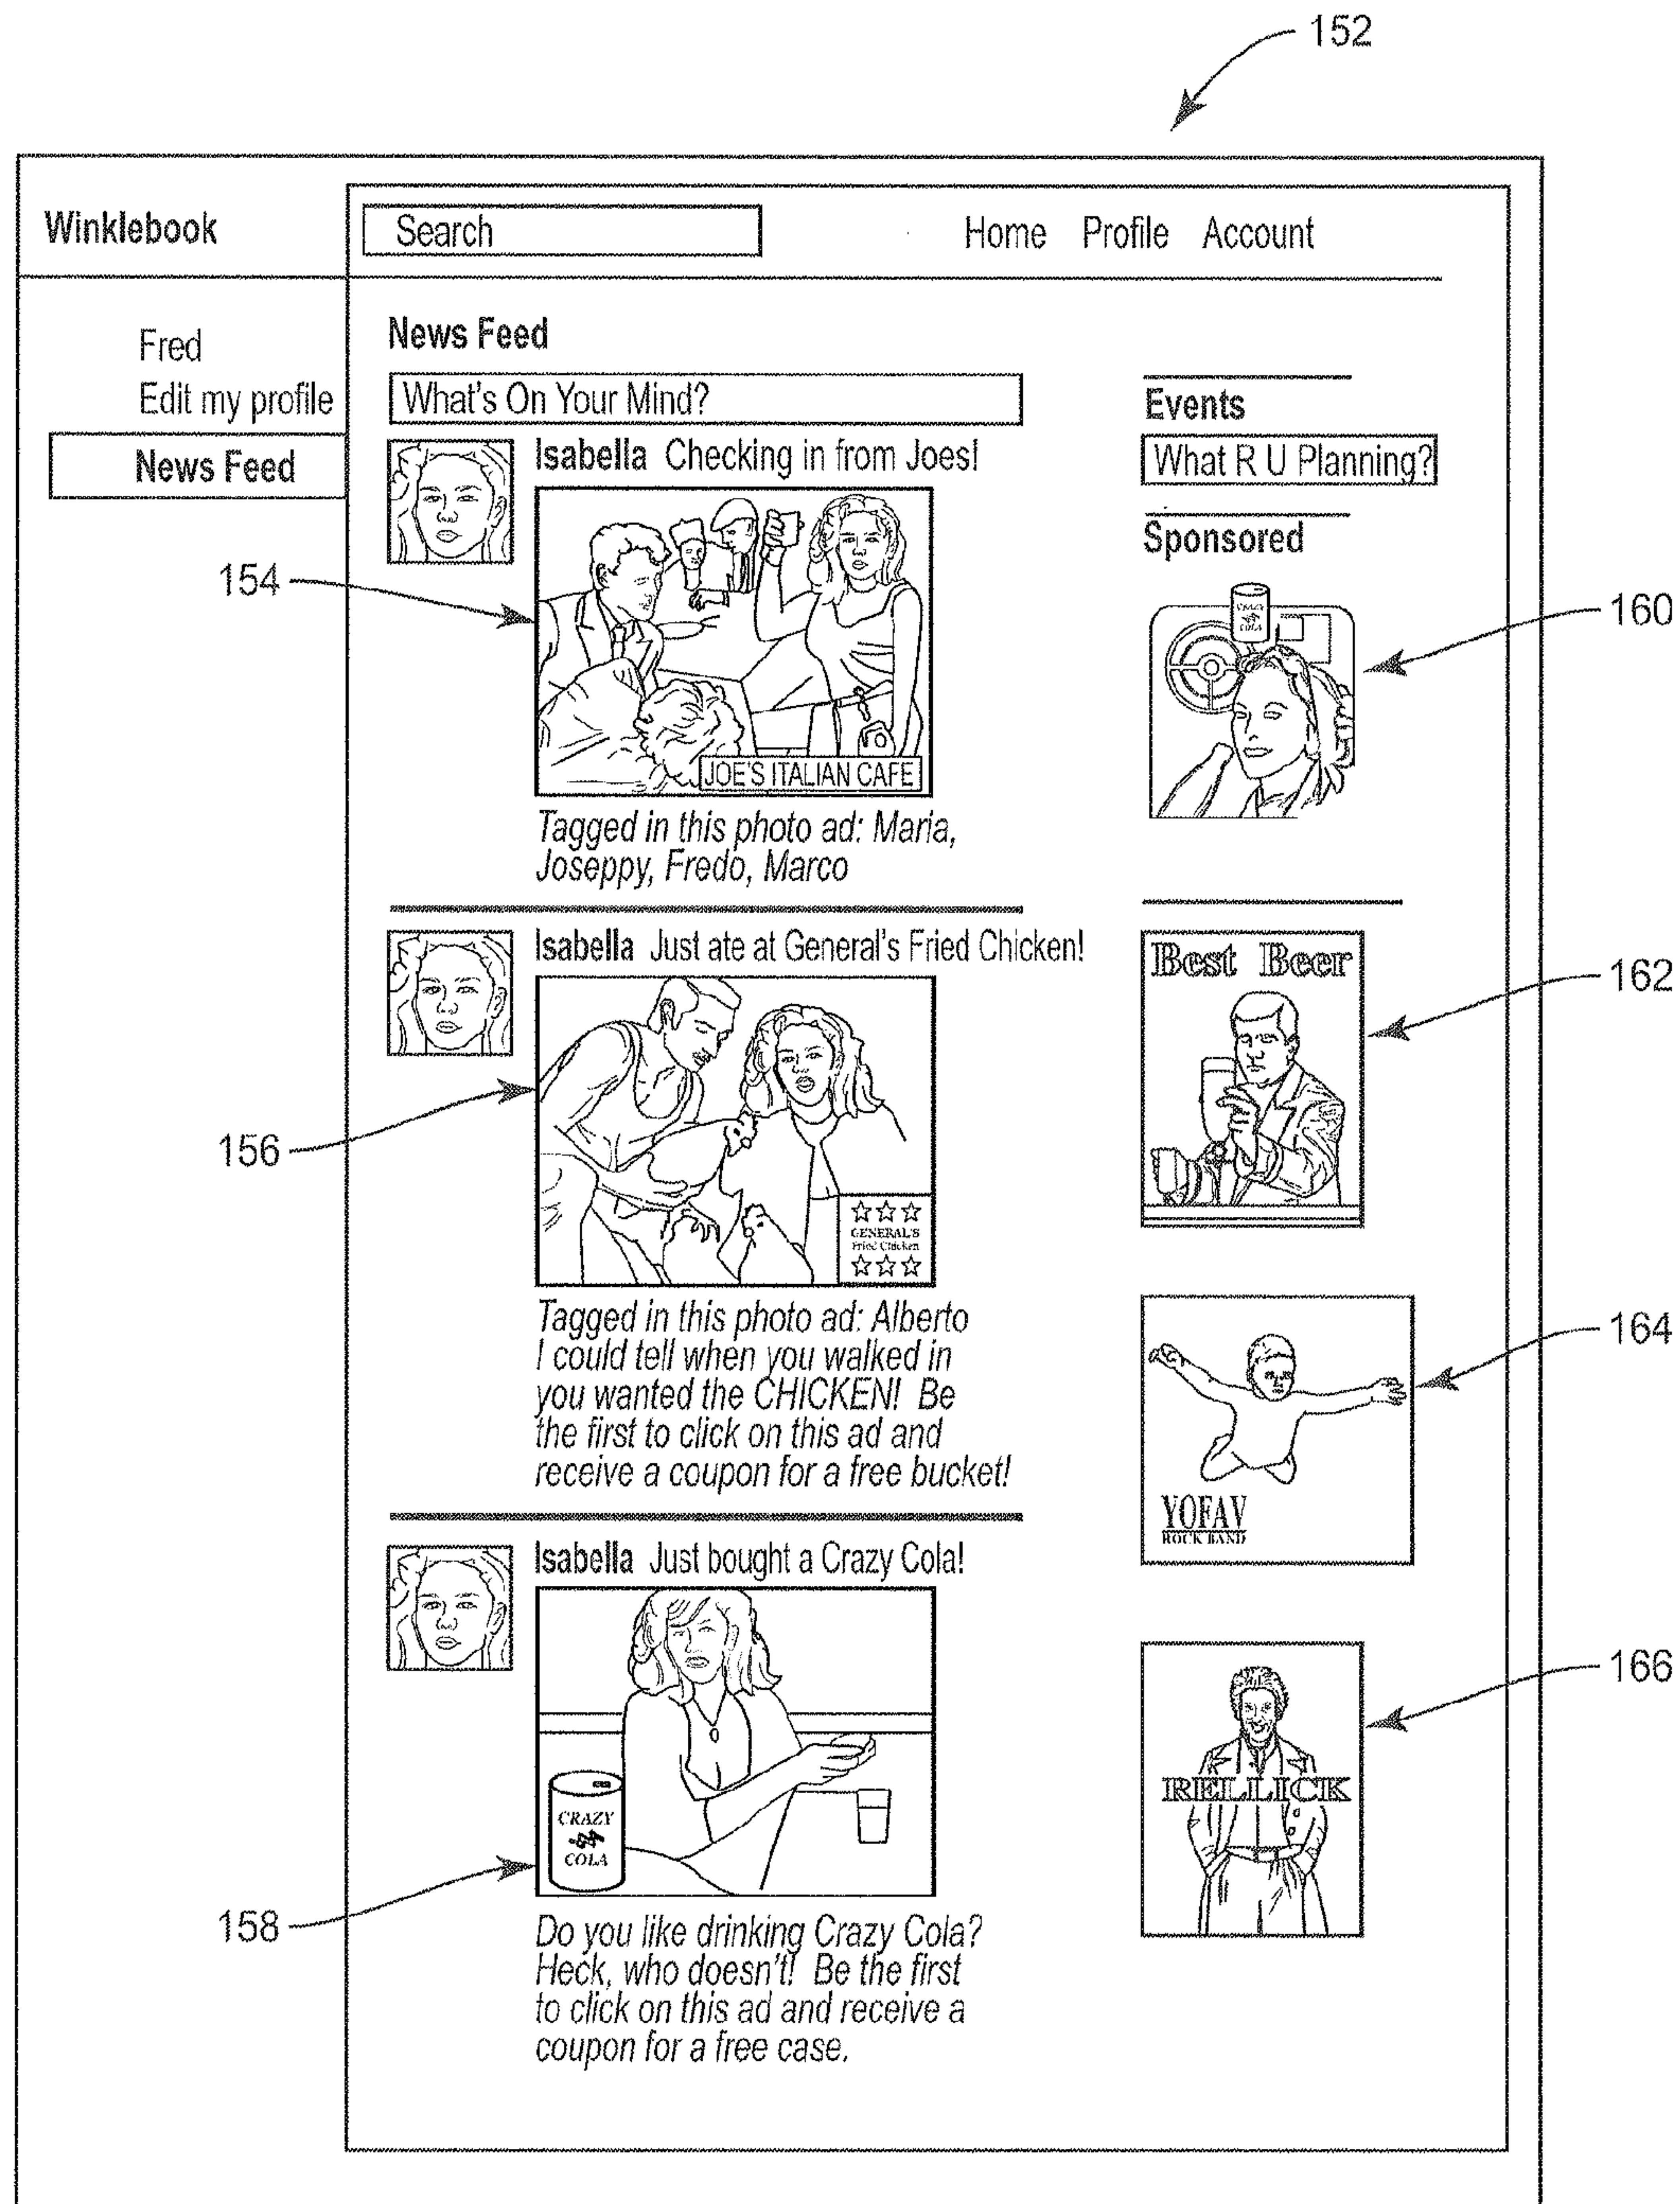 152
Winklebook
Search
Home Profile Account
Fred
Edit my profile
News Feed
News Feed
What's On Your Mind?
Isabella Checking in from Joes!
154
JOE'S ITALIAN CAFE
Tagged in this photo ad: Maria,
Joseppy, Fredo, Marco
Isabella Just ate at General's Fried Chicken!
156
GENERAL'S
Fried Chicken
Tagged in this photo ad: Alberto
I could tell when you walked in
you wanted the CHICKEN! Be
the first to click on this ad and
receive a coupon for a free bucket!
Isabella Just bought a Crazy Cola!
CRAZY
COLA
158
Do you like drinking Crazy Cola?
Heck, who doesn't! Be the first
to click on this ad and receive a
coupon for a free case.
Events
What R U Planning?
Sponsored
CRAZY
COLA
160
Best Beer
162
164
YOFAV
ROCK BAND
166
RELLICK